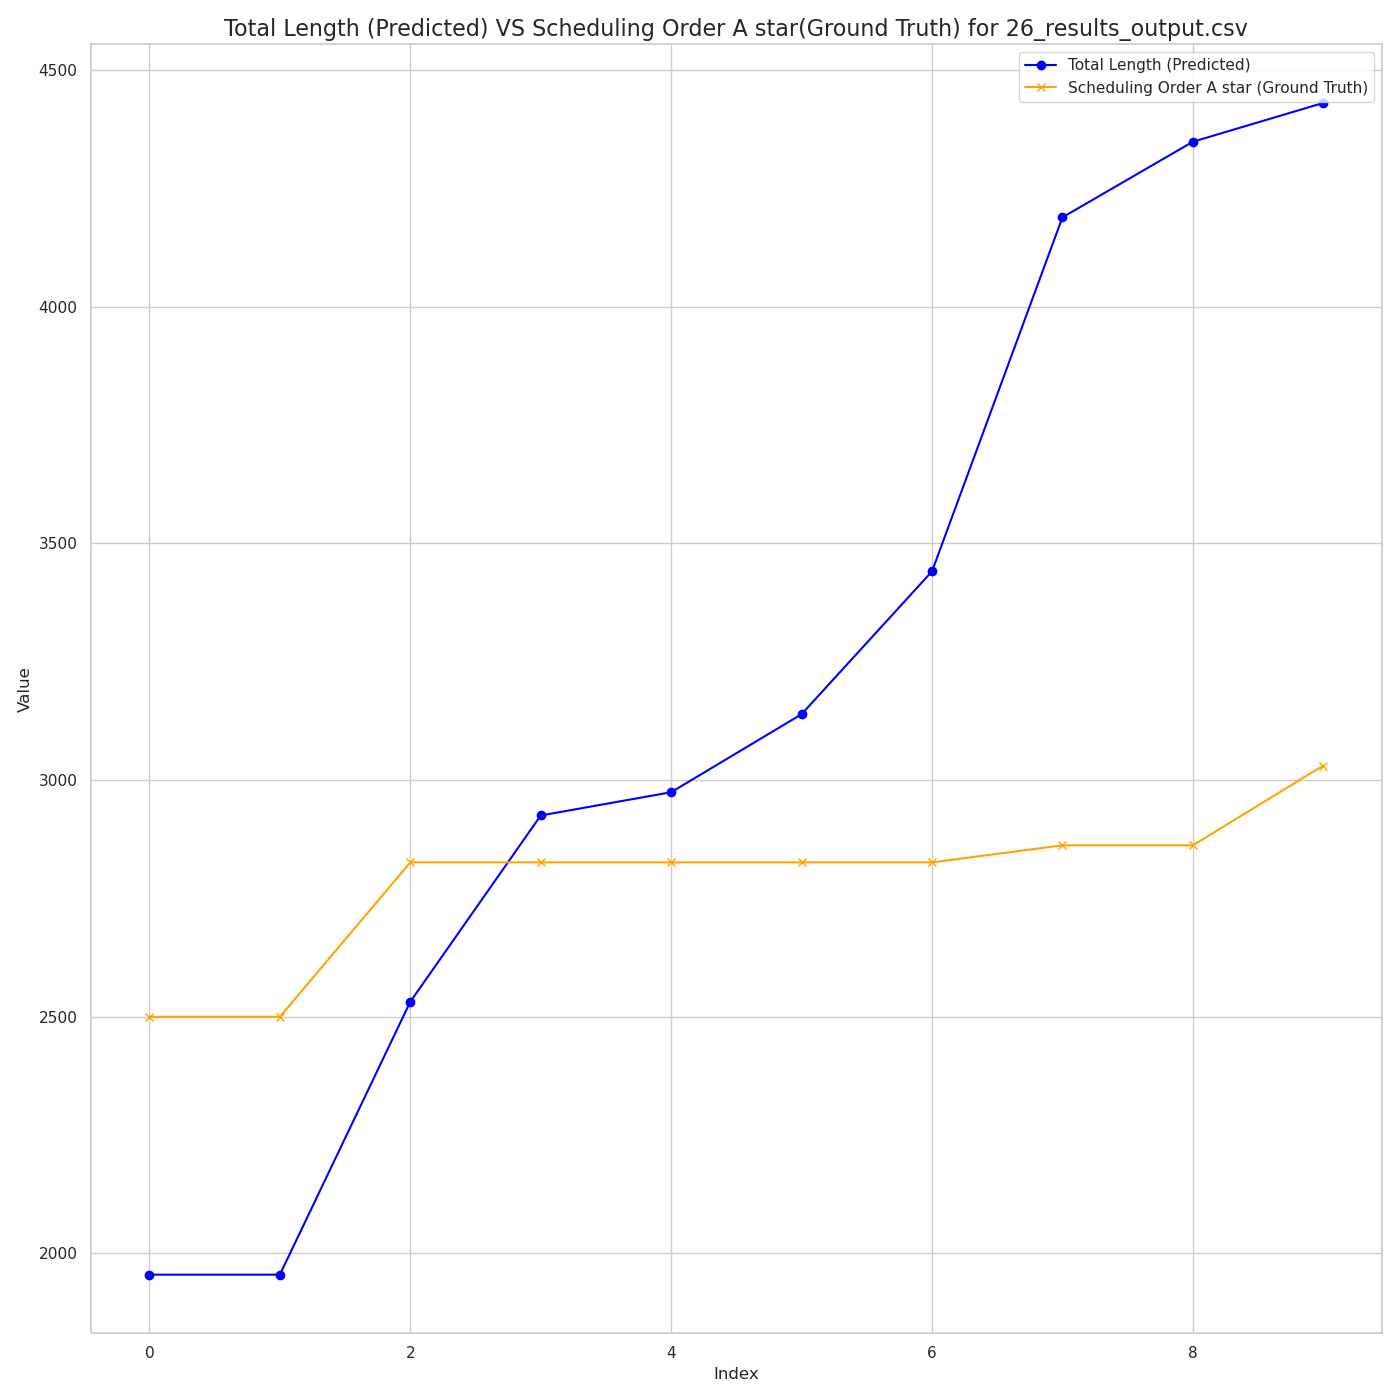 Total Length (Predicted) VS Scheduling Order A star(Ground Truth) for 26_results_output.csv
Total Length (Predicted)
Scheduling Order A star (Ground Truth)
4500
4000
3500
3000
2500
2000
Value
0 2 4 6 8
Index